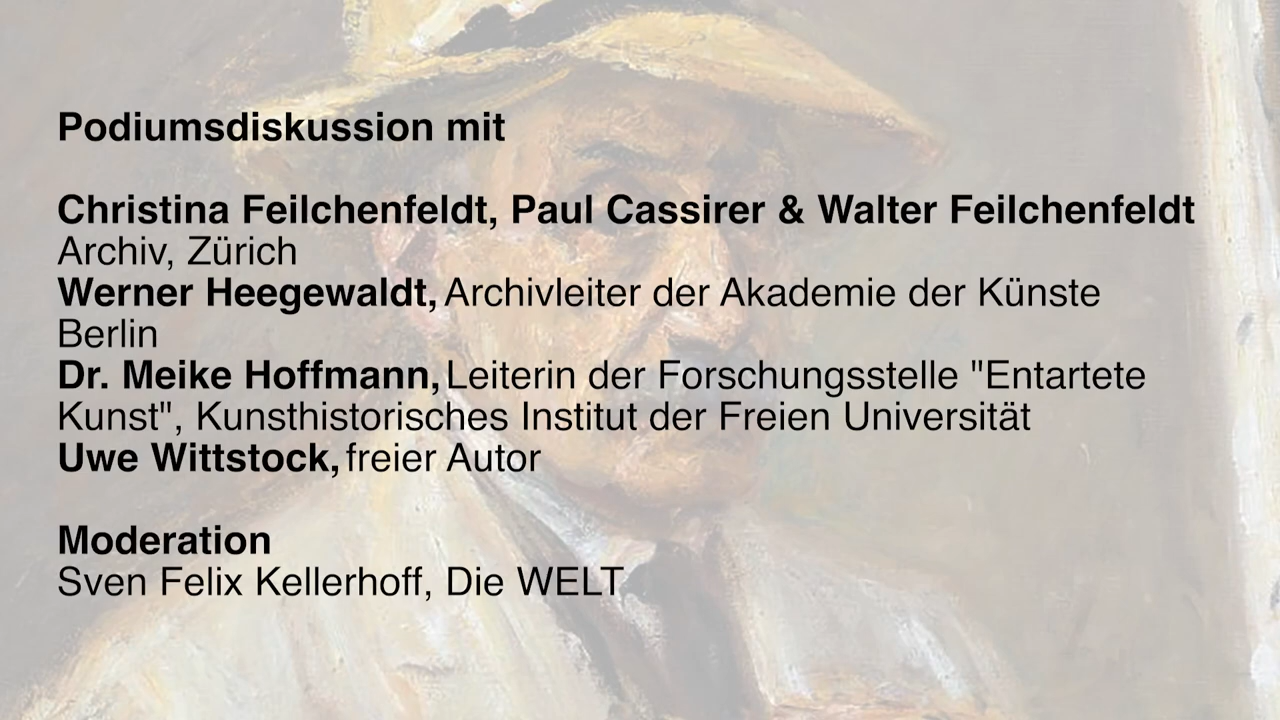 Podiumsdiskussion mit
Christina Feilchenfeldt, Paul Cassirer & Walter Feilchenfeldt
Archiv, Zürich
Werner Heegewaldt, Archivleiter der Akademie der Künste
Berlin
Dr. Meike Hoffmann, Leiterin der Forschungsstelle "Entartete
Kunst", Kunsthistorisches Institut der Freien Universität
Uwe Wittstock, freier Autor
Moderation
Sven Felix Kellerhoff, Die WELT